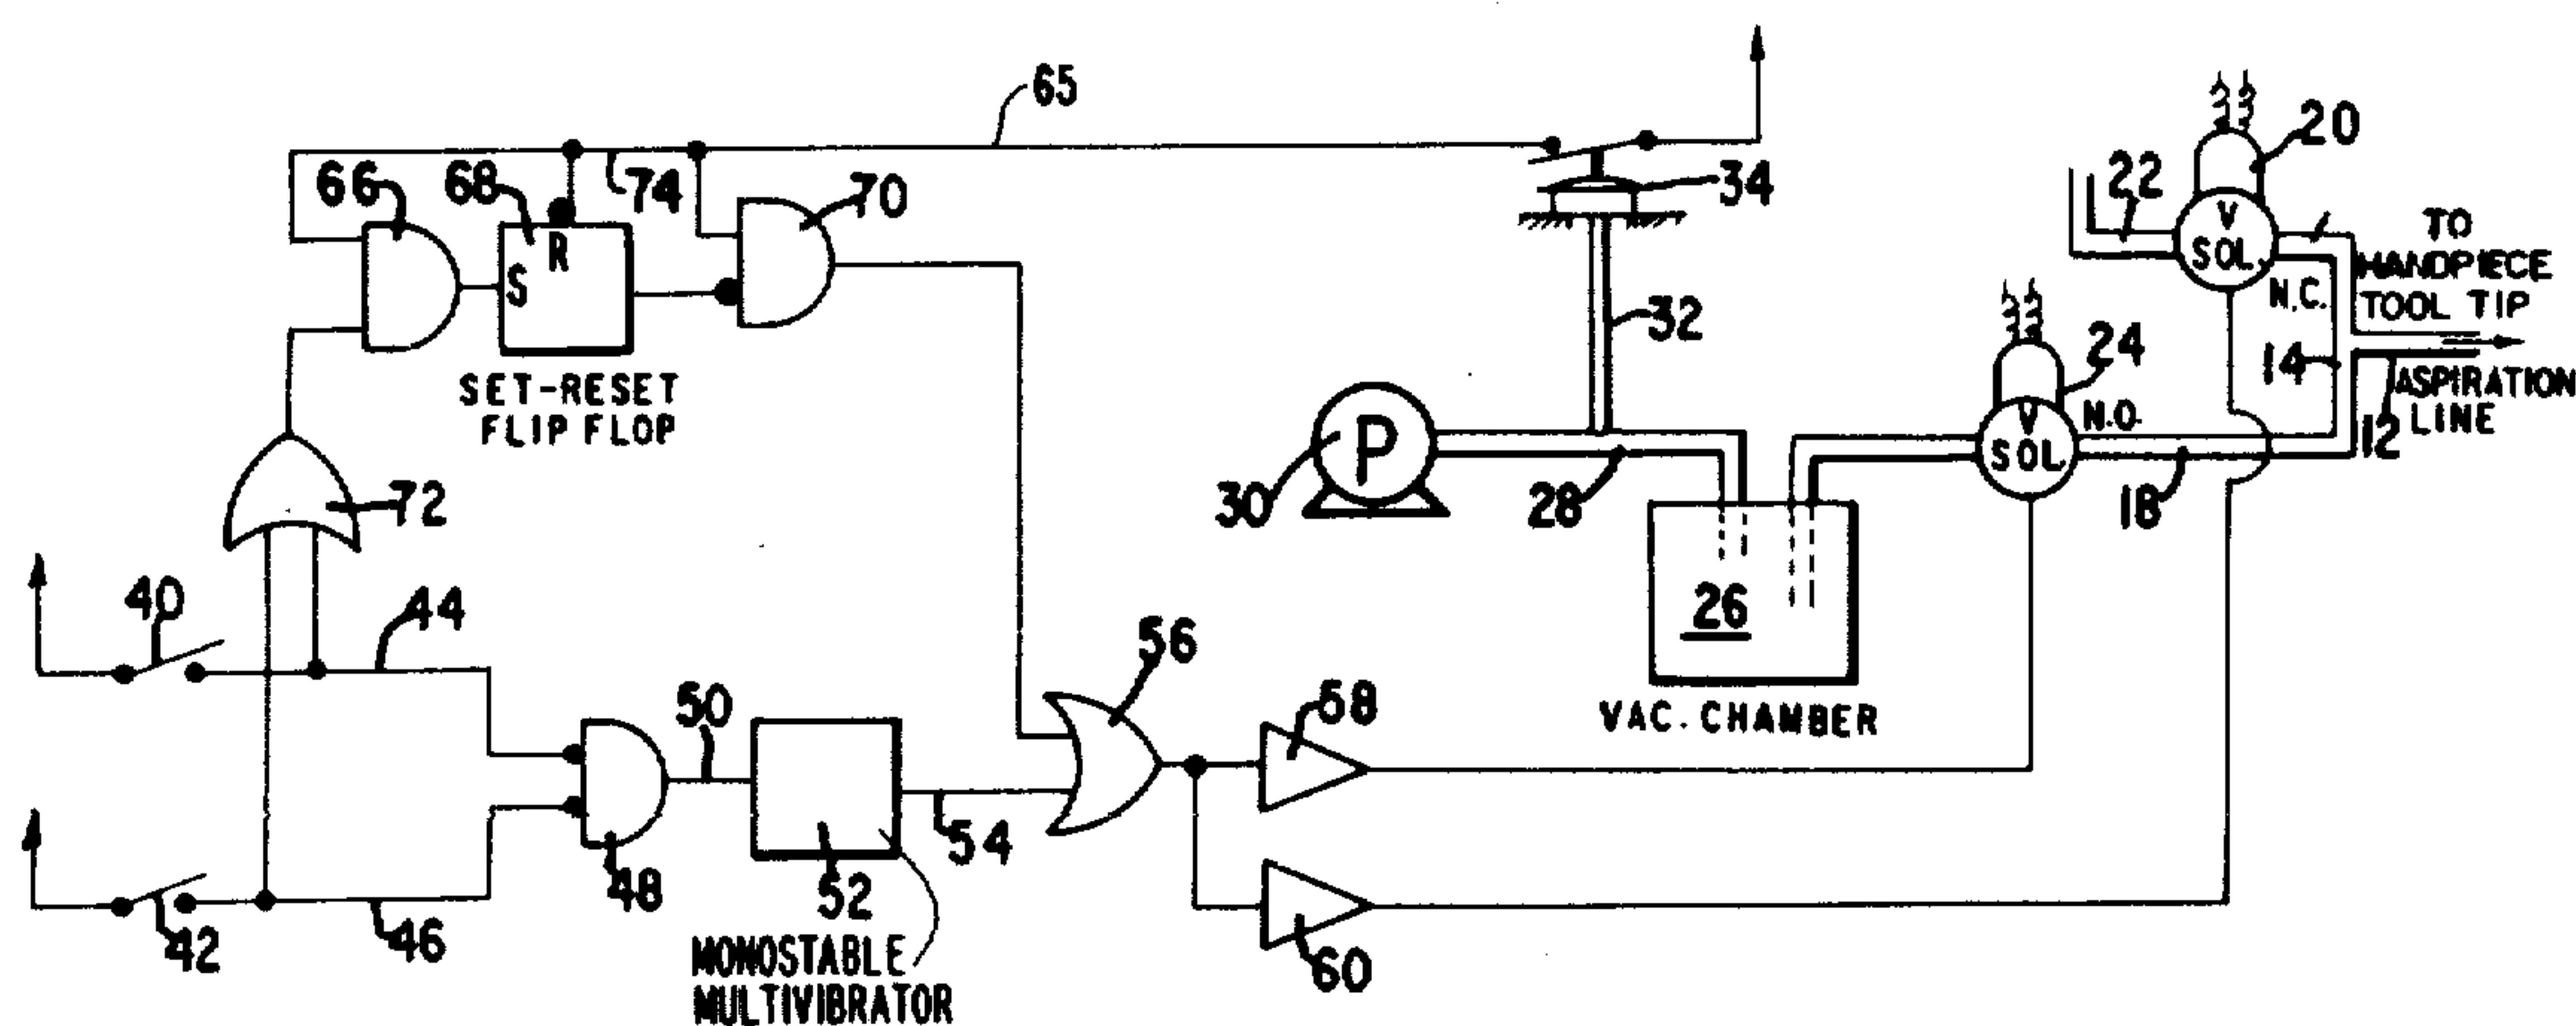 65
20
66
68
74
70
34
22
V
SOL
TO
HANDPIECE
TOOL TIP
N.C.
R
S
32
24
14
ASPIRATION
LINE
12
SET-RESET
FLIP FLOP
P
V
SOL
N.O.
30
28
18
72
40
44
26
VAC. CHAMBER
56
58
50
54
48
52
42
46
60
MONOSTABLE
MULTIVIBRATOR